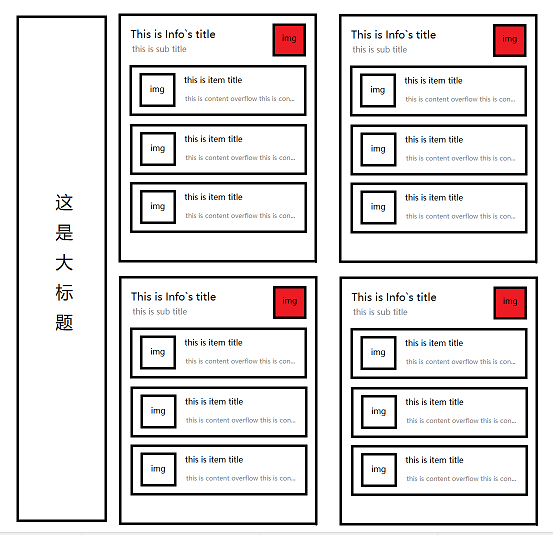 这
是
大
标
题
This is Info`s title
img
this is sub title
img
this is item title
this is content overflow this is con...
img
this is item title
this is content overflow this is con...
img
this is item title
this is content overflow this is con...
This is Info`s title
img
this is sub title
img
this is item title
this is content overflow this is con...
img
this is item title
this is content overflow this is con...
img
this is item title
this is content overflow this is con...
This is Info`s title
img
this is sub title
img
this is item title
this is content overflow this is con...
img
this is item title
this is content overflow this is con...
img
this is item title
this is content overflow this is con...
This is Info`s title
img
this is sub title
img
this is item title
this is content overflow this is con...
img
this is item title
this is content overflow this is con...
img
this is item title
this is content overflow this is con...